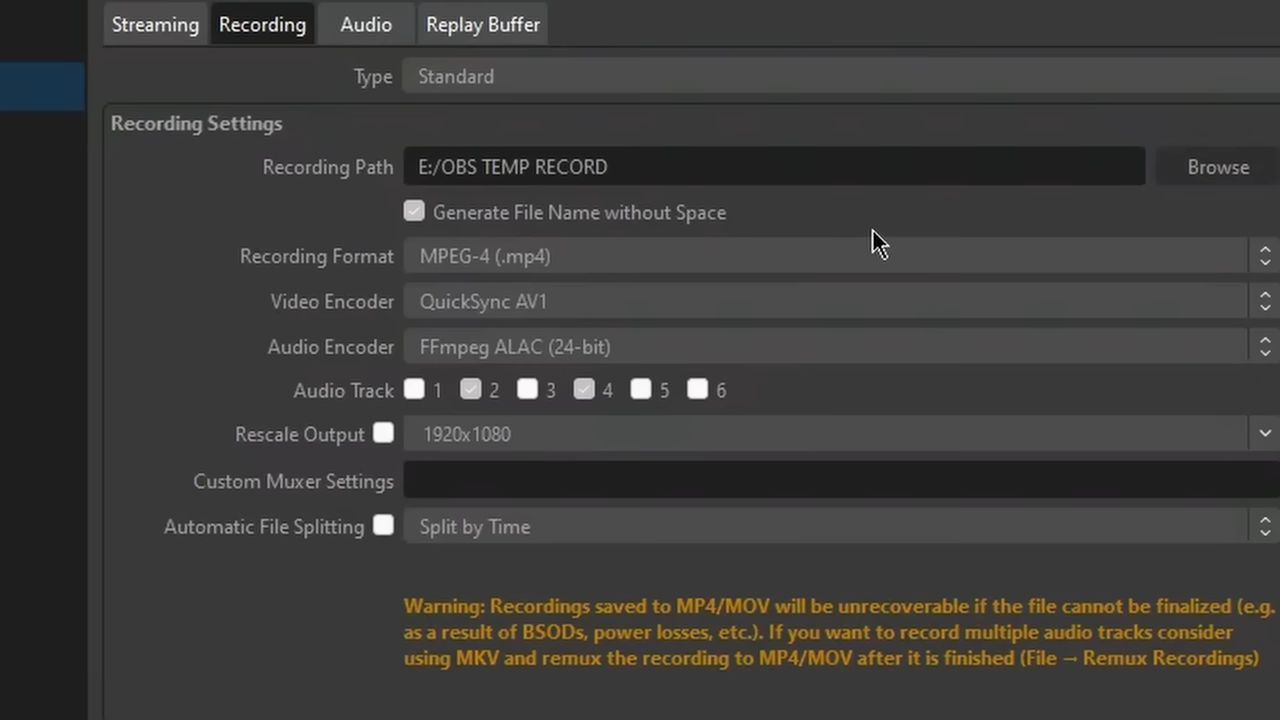 Streaming Recording Audio Replay Buffer
Type Standard
Recording Settings
Recording Path E:/OBS TEMP RECORD Browse
Generate File Name without Space
Recording Format MPEG-4 (.mp4)
Video Encoder QuickSync AV1
Audio Encoder FFmpeg ALAC (24-bit)
Audio Track 1 2 3 4 5 6
Rescale Output 1920x1080
Custom Muxer Settings
Automatic File Splitting Split by Time
Warning: Recordings saved to MP4/MOV will be unrecoverable if the file cannot be finalized (e.g.
as a result of BSODs, power losses, etc.). If you want to record multiple audio tracks consider
using MKV and remux the recording to MP4/MOV after it is finished (File → Remux Recordings)